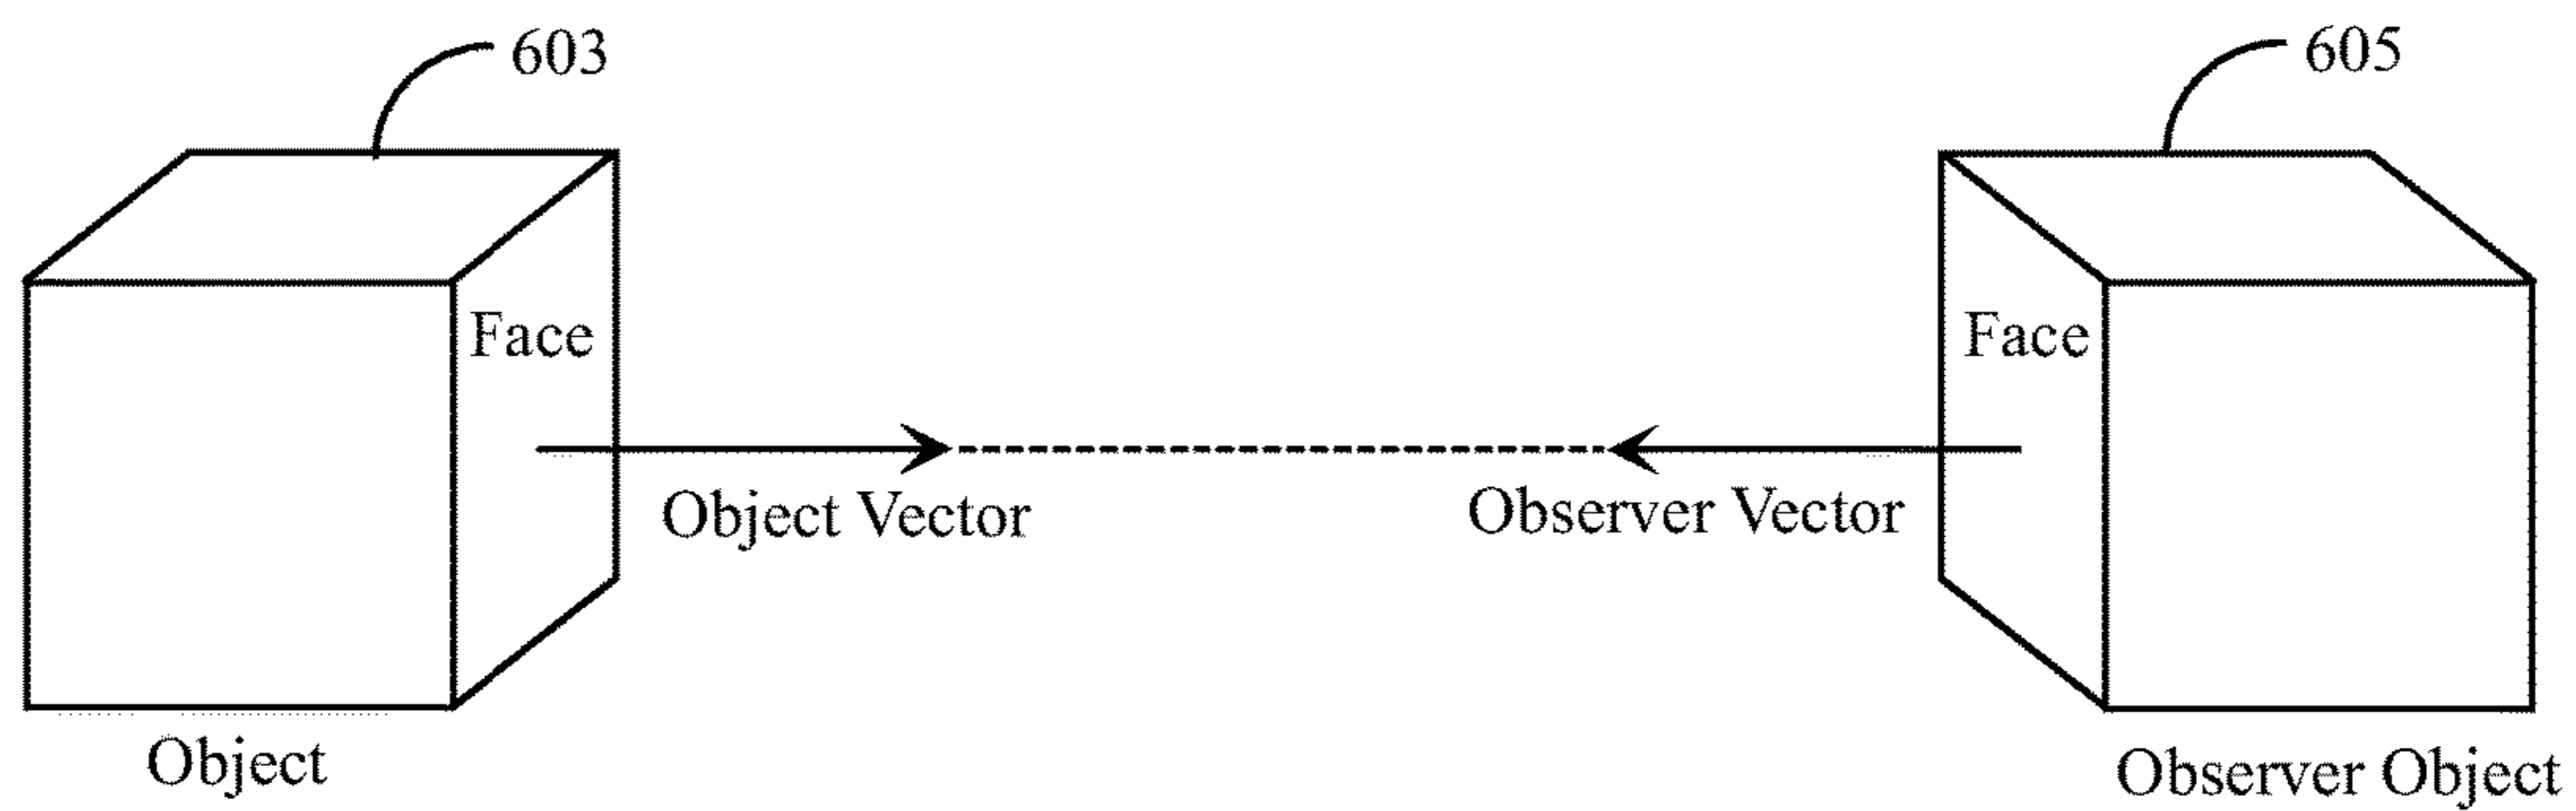 603
605
Face
Face
Object Vector
Observer Vector
Object
Observer Object